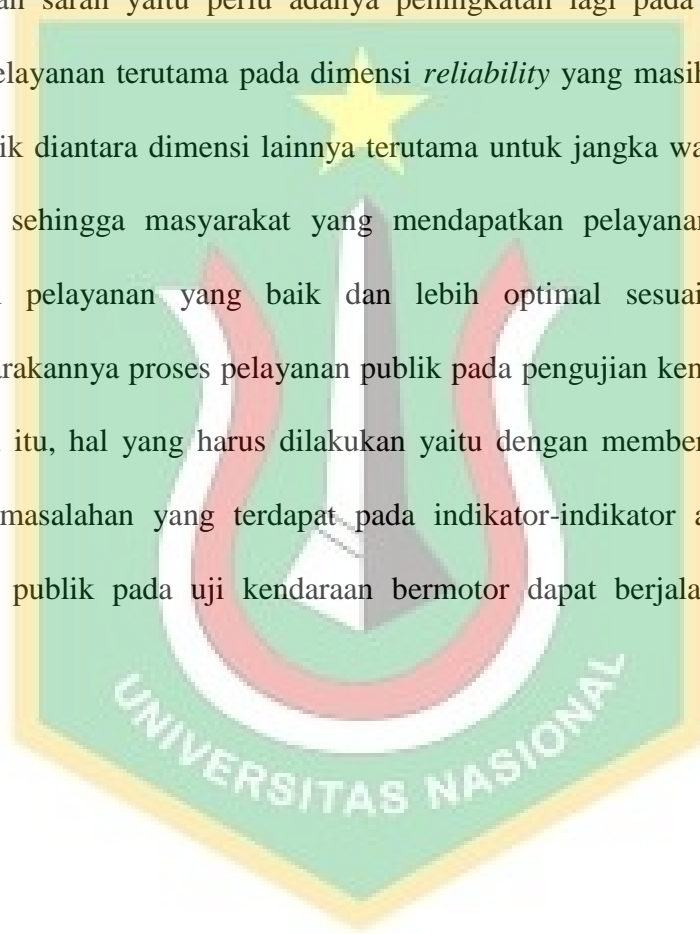 saran yaitu perlu adanya peningkatan lagi pada
elayanan terutama pada dimensi reliability yang masih
ik diantara dimensi lainnya terutama untuk jangka wa
sehingga masyarakat yang mendapatkan pelayanan
pelayanan yang baik dan lebih optimal sesuai
arakannya proses pelayanan publik pada pengujian ken
itu, hal yang harus dilakukan yaitu dengan member
masalahan yang terdapat pada indikator-indikator a
publik pada uji kendaraan bermotor dapat berjala
UNIVERSITAS NASIONAL